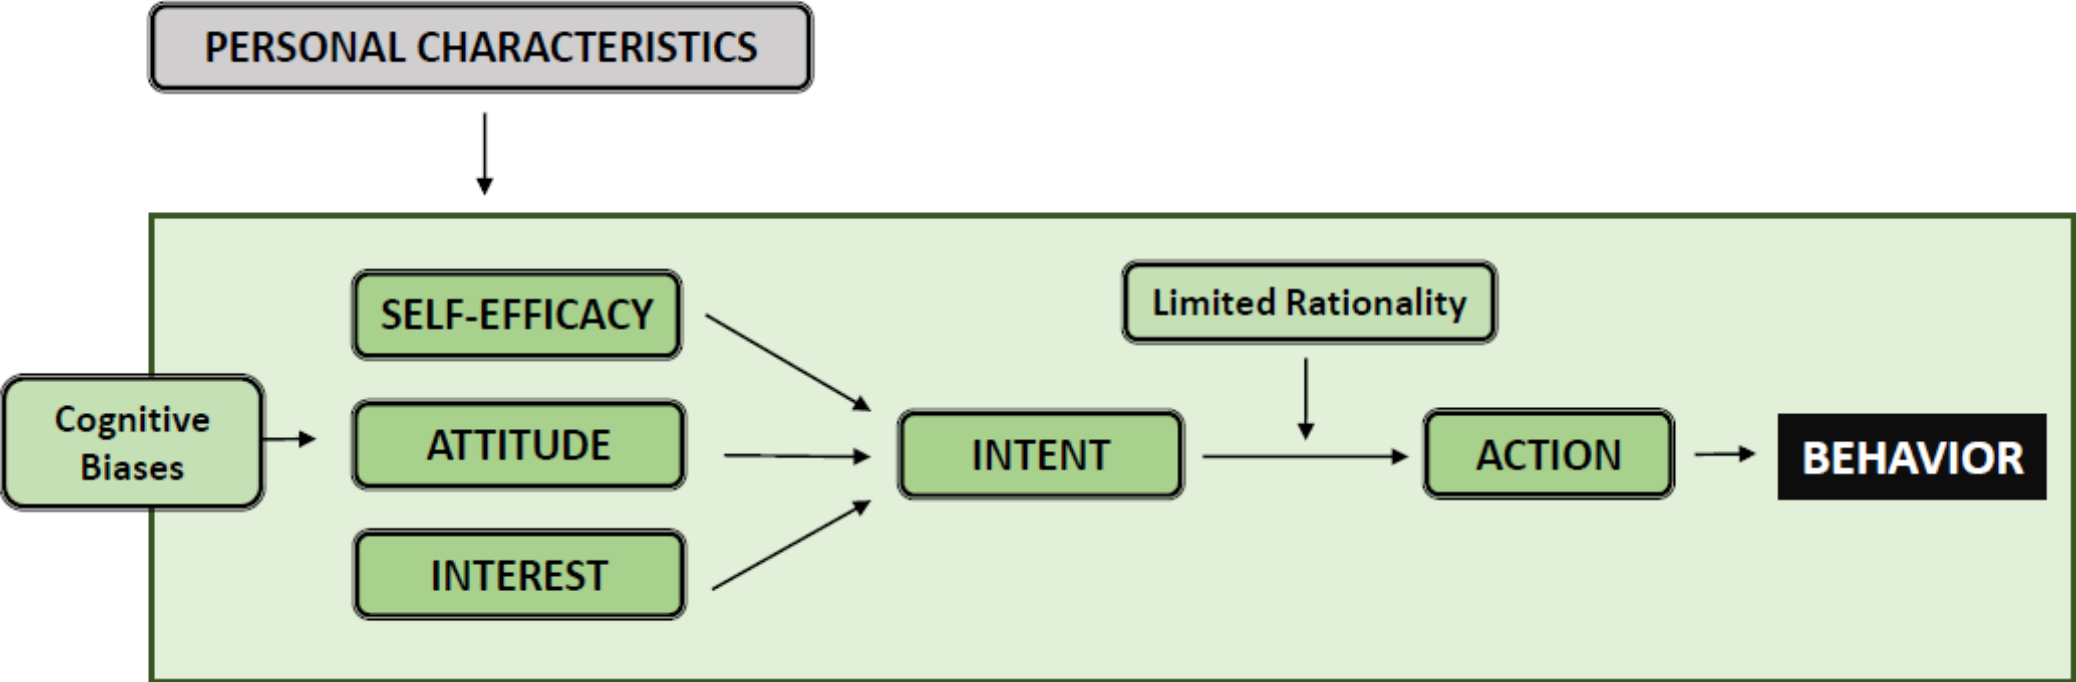 PERSONAL CHARACTERISTICS
SELF-EFFICACY
Limited Rationality
Cognitive
Biases
ATTITUDE
INTENT
ACTION
BEHAVIOR
INTEREST